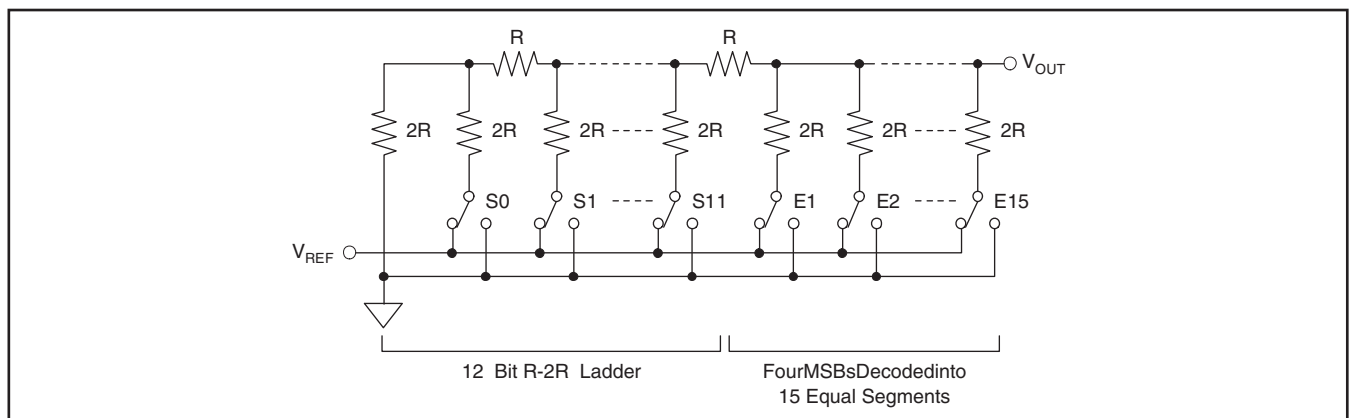 R R
V_OUT
2R 2R 2R 2R 2R 2R 2R
S0 S1 S11 E1 E2 E15
V_REF
12 Bit R-2R Ladder FourMSBsDecodedinto
15 Equal Segments